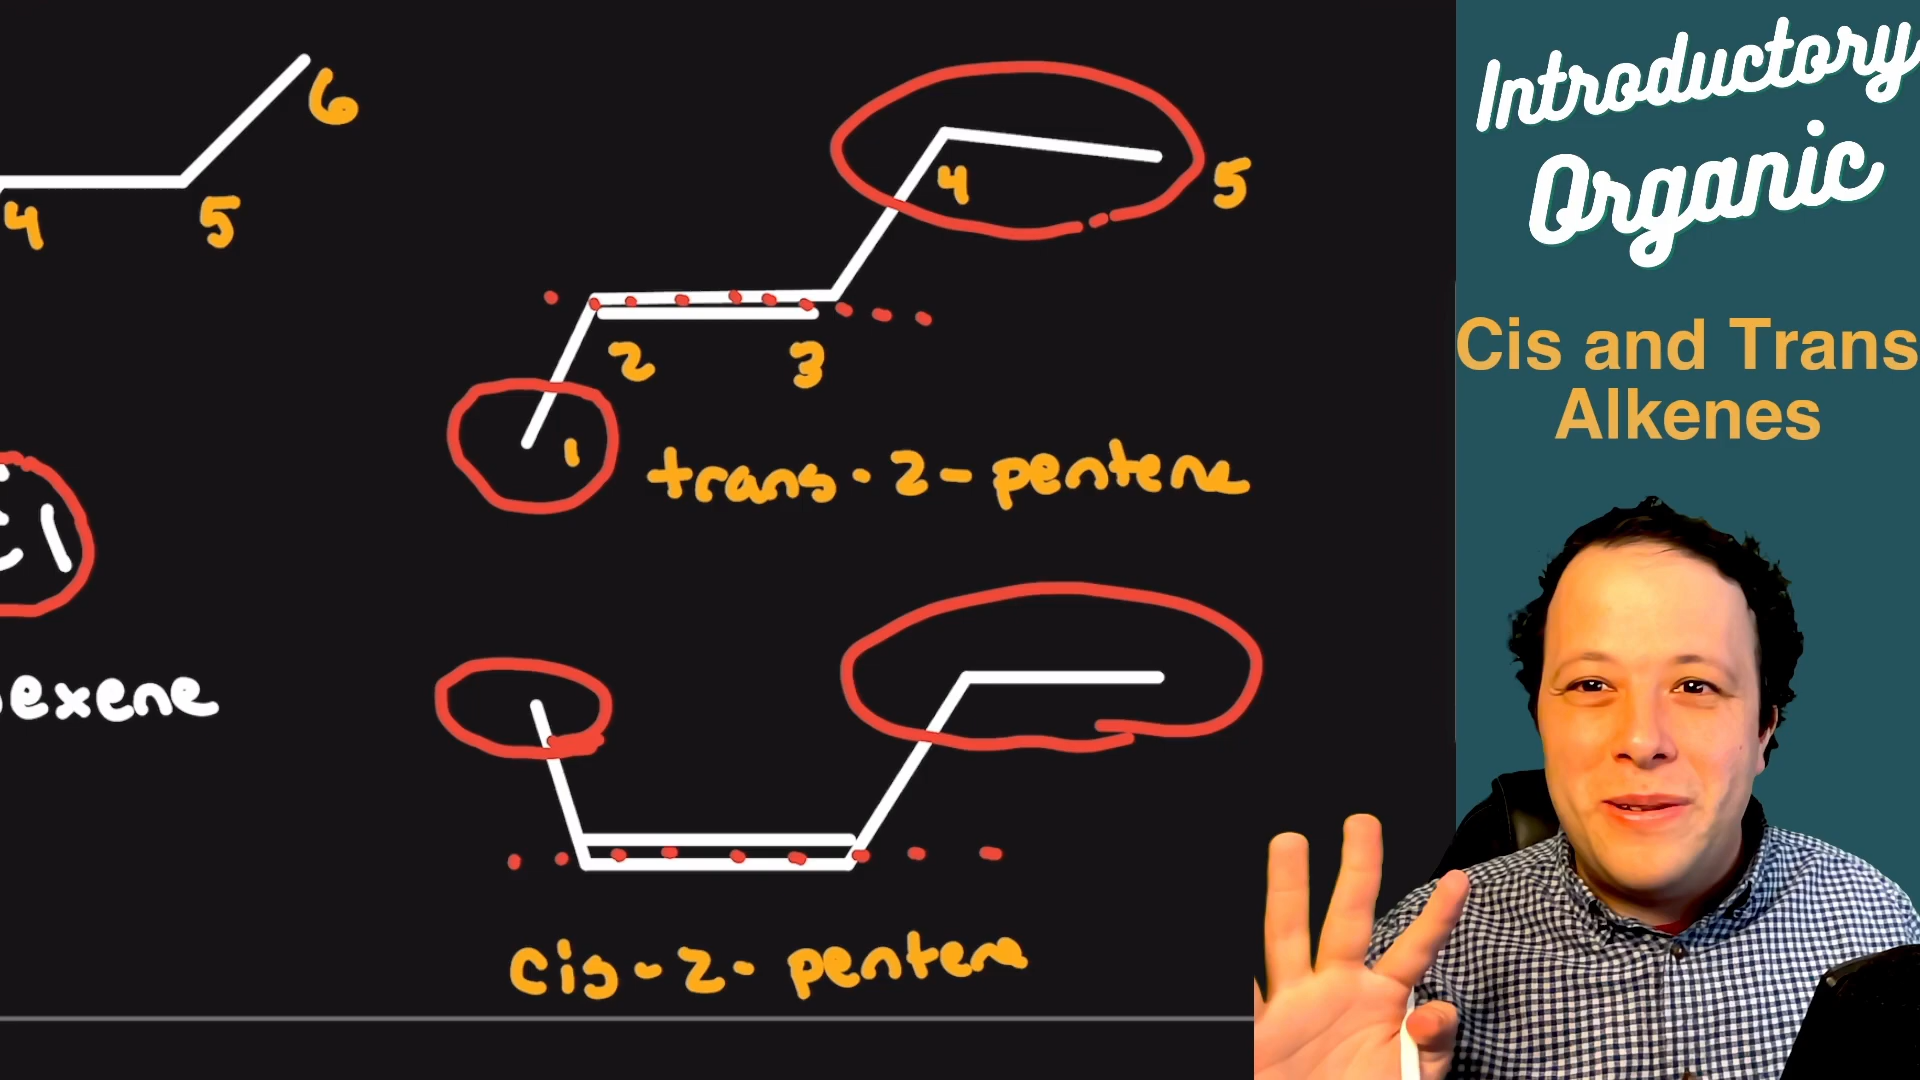 6
4
5
4
5
2
3
1
trans-2-pentene
exene
cis-2-pentene
Introductory
Organic
Cis and Trans
Alkenes